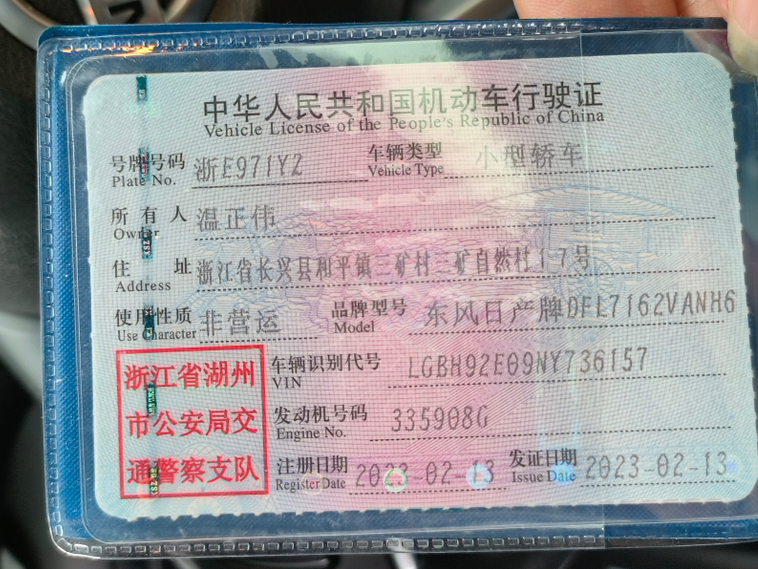 中华人民共和国机动车行驶证
Vehicle License of the People's Republic of China
号牌号码 Plate No. 浙E971Y2 车辆类型 Vehicle Type 小型轿车
所有人 Owner 温正伟
住址 Address 浙江省长兴县和平镇三矿村三矿自然村17号
使用性质 Use Character 非营运 品牌型号 Model 东风日产牌DFL7162VANH6
浙江省湖州
市公安局交
通警察支队
车辆识别代号 VIN LGBH92E09NY736157
发动机号码 Engine No. 335908G
注册日期 Register Date 2023-02-13 发证日期 Issue Date 2023-02-13